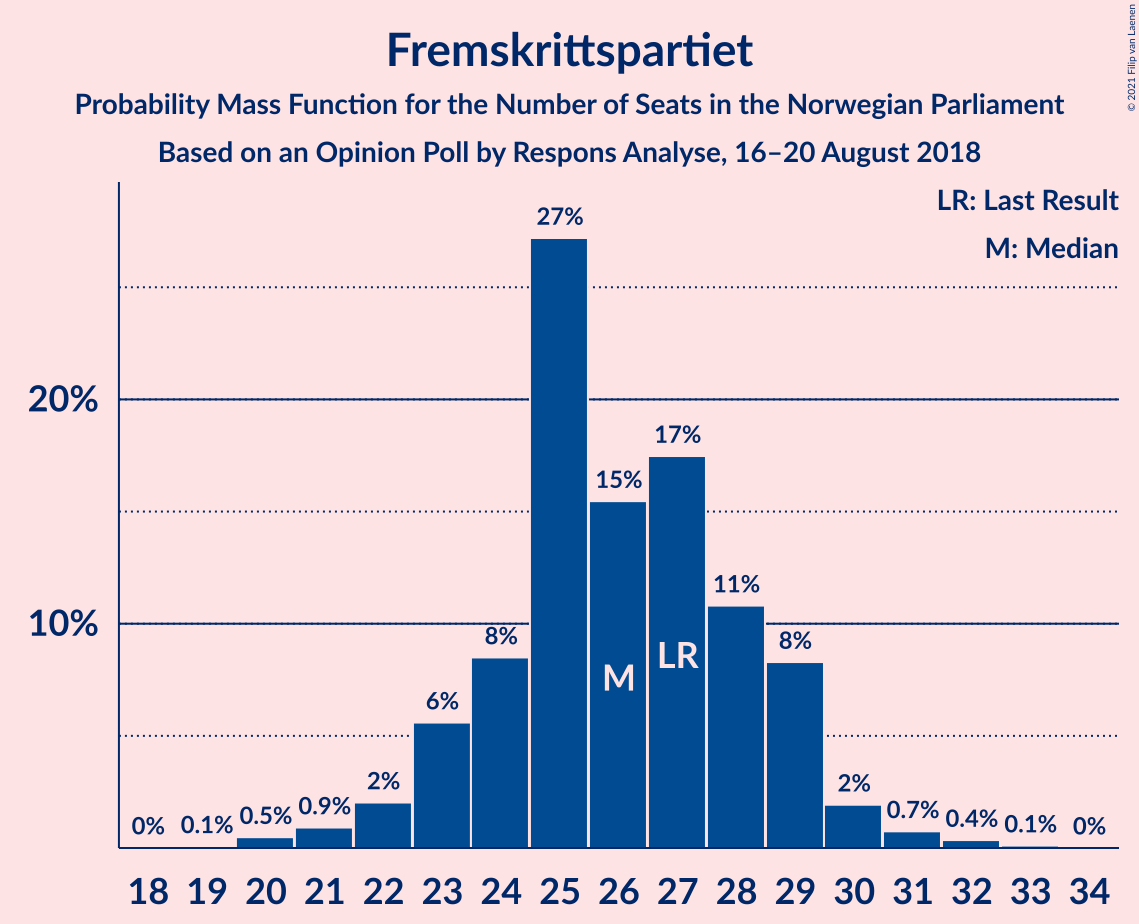 Fremskrittspartiet
Probability Mass Function for the Number of Seats in the Norwegian Parliament
Based on an Opinion Poll by Respons Analyse, 16–20 August 2018
© 2021 Filip van Laenen
LR: Last Result
M: Median
20%
10%
0% 0.1% 0.5% 0.9% 2% 6% 8% 27% 15% 17% 11% 8% 2% 0.7% 0.4% 0.1% 0%
M LR
18 19 20 21 22 23 24 25 26 27 28 29 30 31 32 33 34